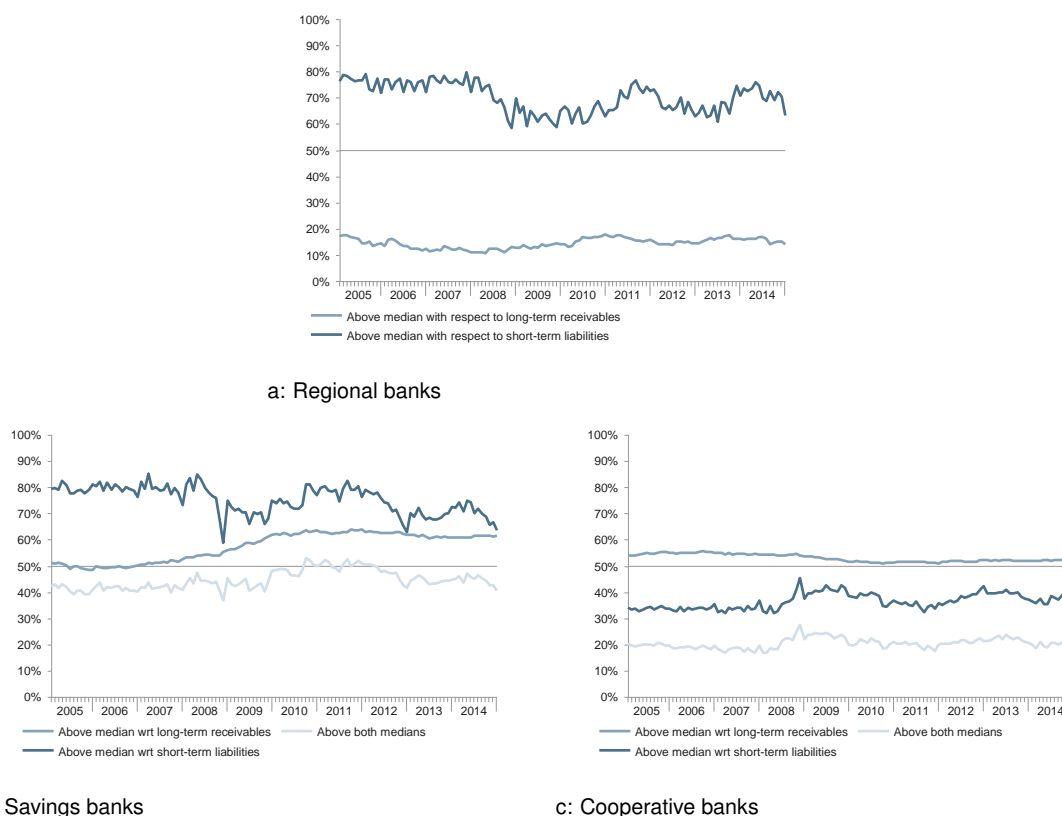 100%
90%
80%
70%
60%
50%
40%
30%
20%
10%
0%
2005 2006 2007 2008 2009 2010 2011 2012 2013 2014
Above median with respect to long-term receivables
Above median with respect to short-term liabilities
a: Regional banks
100%
90%
80%
70%
60%
50%
40%
30%
20%
10%
0%
2005 2006 2007 2008 2009 2010 2011 2012 2013 2014
Above median wrt long-term receivables Above both medians
Above median wrt short-term liabilities
Savings banks
100%
90%
80%
70%
60%
50%
40%
30%
20%
10%
0%
2005 2006 2007 2008 2009 2010 2011 2012 2013 2014
Above median wrt long-term receivables Above both medians
Above median wrt short-term liabilities
c: Cooperative banks